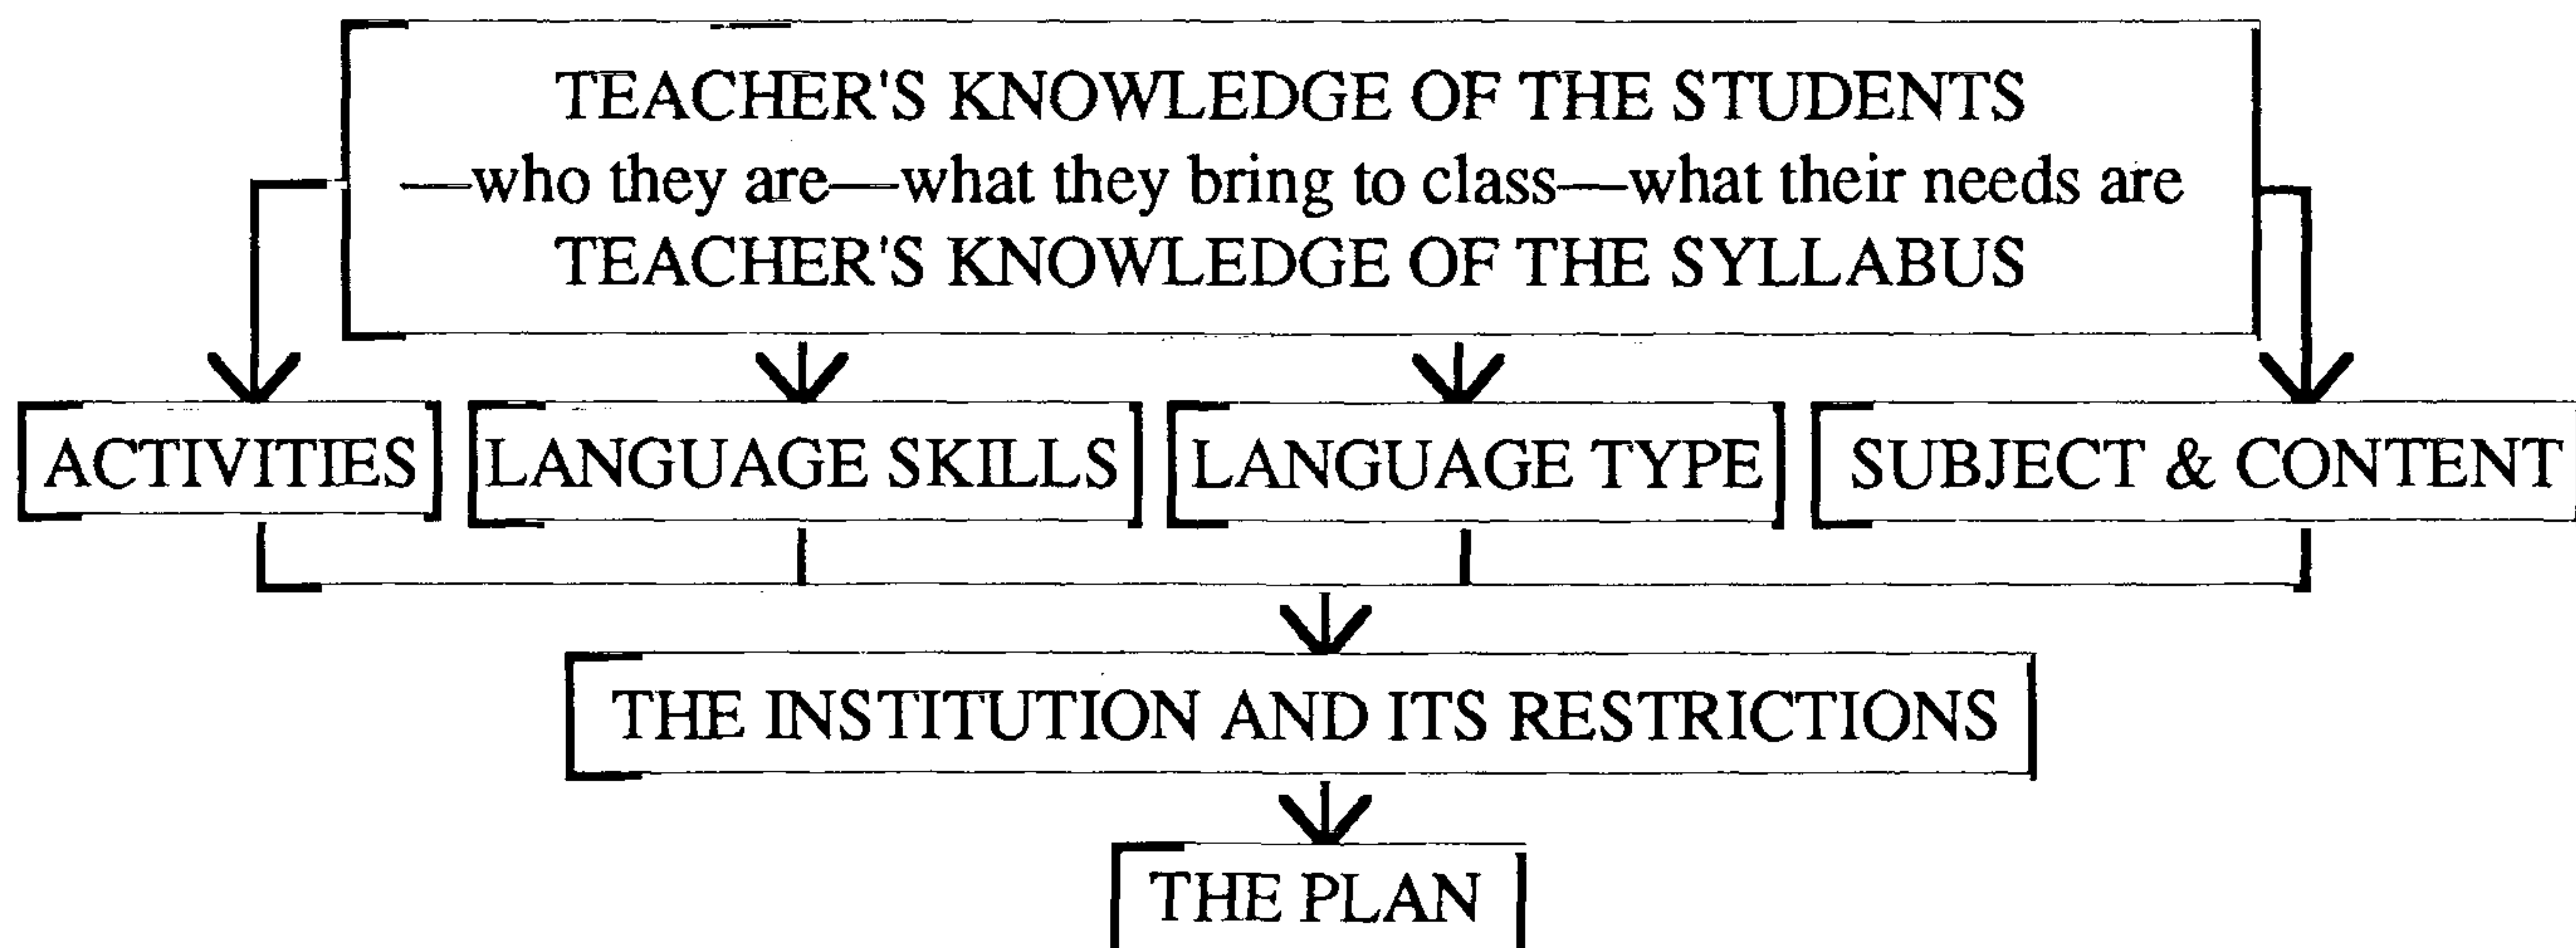 TEACHER'S KNOWLEDGE OF THE STUDENTS
—who they are—what they bring to class—what their needs are
TEACHER'S KNOWLEDGE OF THE SYLLABUS
ACTIVITIES
LANGUAGE SKILLS
LANGUAGE TYPE
SUBJECT & CONTENT
THE INSTITUTION AND ITS RESTRICTIONS
THE PLAN